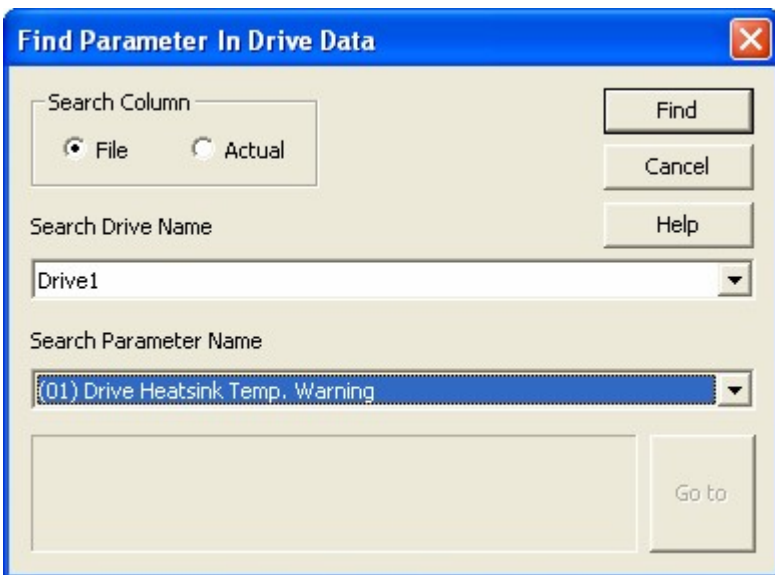 Find Parameter In Drive Data
Search Column
File Actual
Find
Cancel
Search Drive Name
Help
Drive1
Search Parameter Name
(01) Drive Heatsink Temp. Warning
Go to